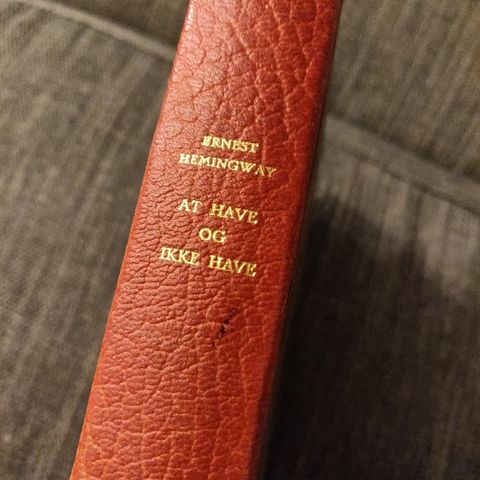 ERNEST
HEMINGWAY
AT HAVE
OG
IKKE HAVE